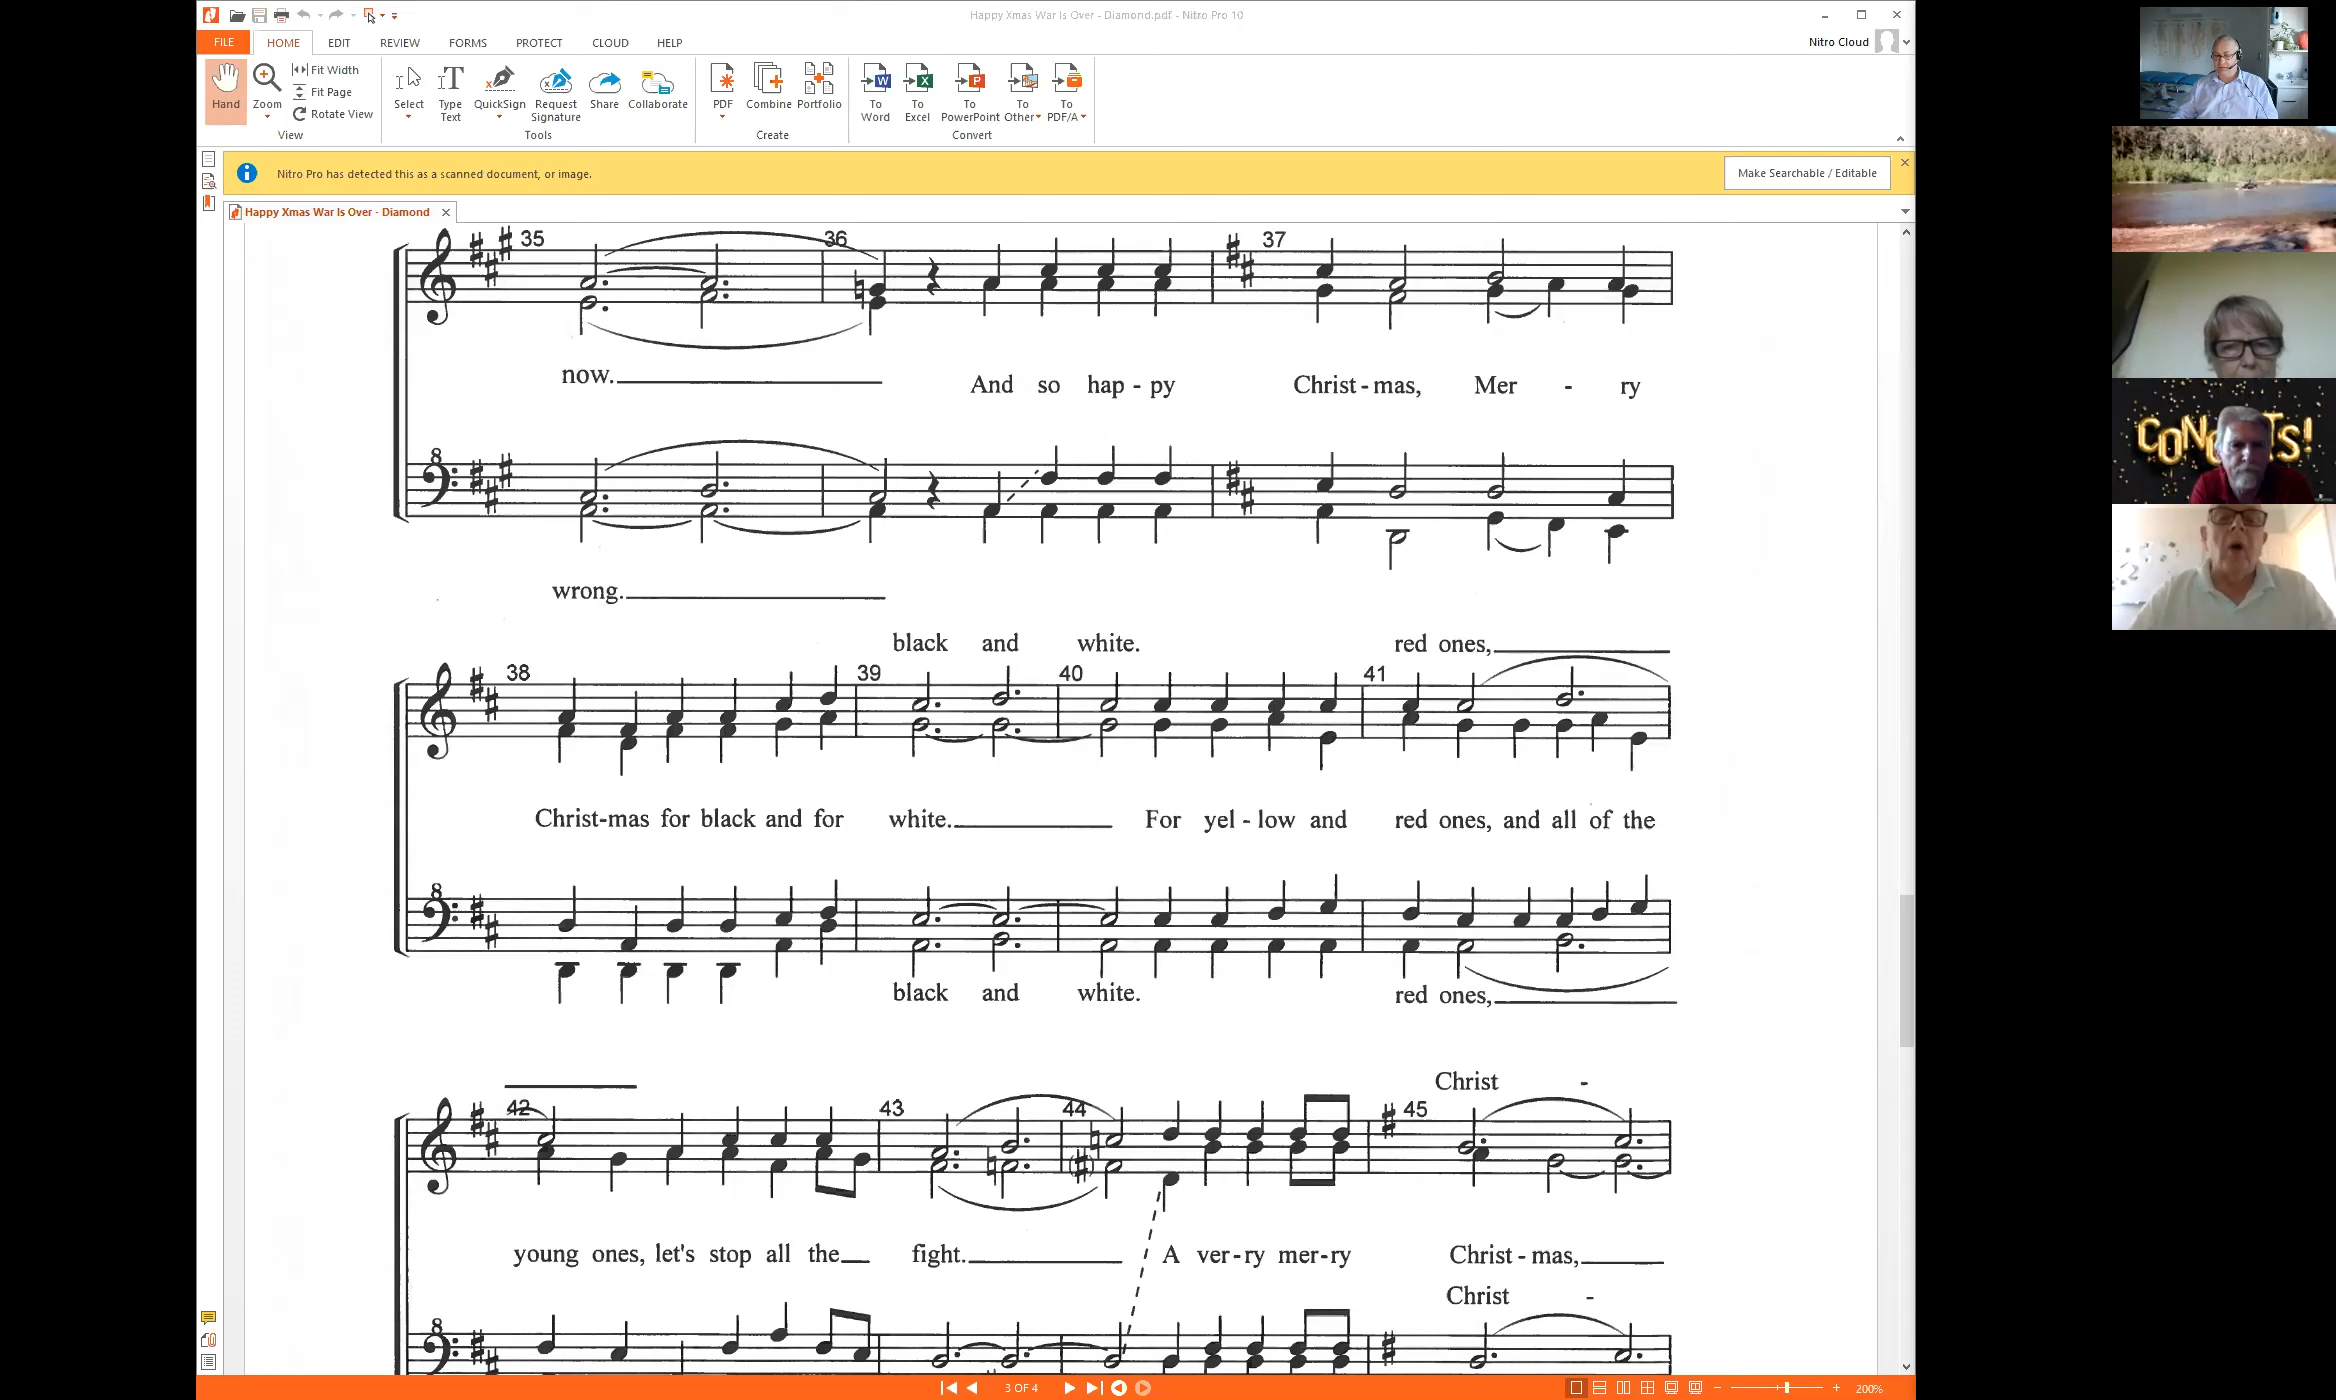 Happy Xmas War Is Over - Diamond.pdf - Nitro Pro 10
FILE HOME EDIT REVIEW FORMS PROTECT CLOUD HELP
Nitro Cloud
Hand
Zoom
Fit Width
Fit Page
Rotate View
View
Select
Type Text
QuickSign
Request Signature
Share
Collaborate
Tools
PDF
Combine
Portfolio
Create
To Word
To Excel
To PowerPoint
To Other
To PDF/A
Convert
Nitro Pro has detected this as a scanned document, or image.
Make Searchable / Editable
Happy Xmas War Is Over - Diamond
35 36 37
now. And so hap - py Christ - mas, Mer - ry
8
wrong.
black and white. red ones,
38 39 40 41
Christ-mas for black and for white. For yel - low and red ones, and all of the
8
black and white. red ones,
Christ -
42 43 44 45
young ones, let's stop all the fight. A ver - ry mer-ry Christ - mas,
Christ -
8
3 OF 4
200%
CONGRATS!